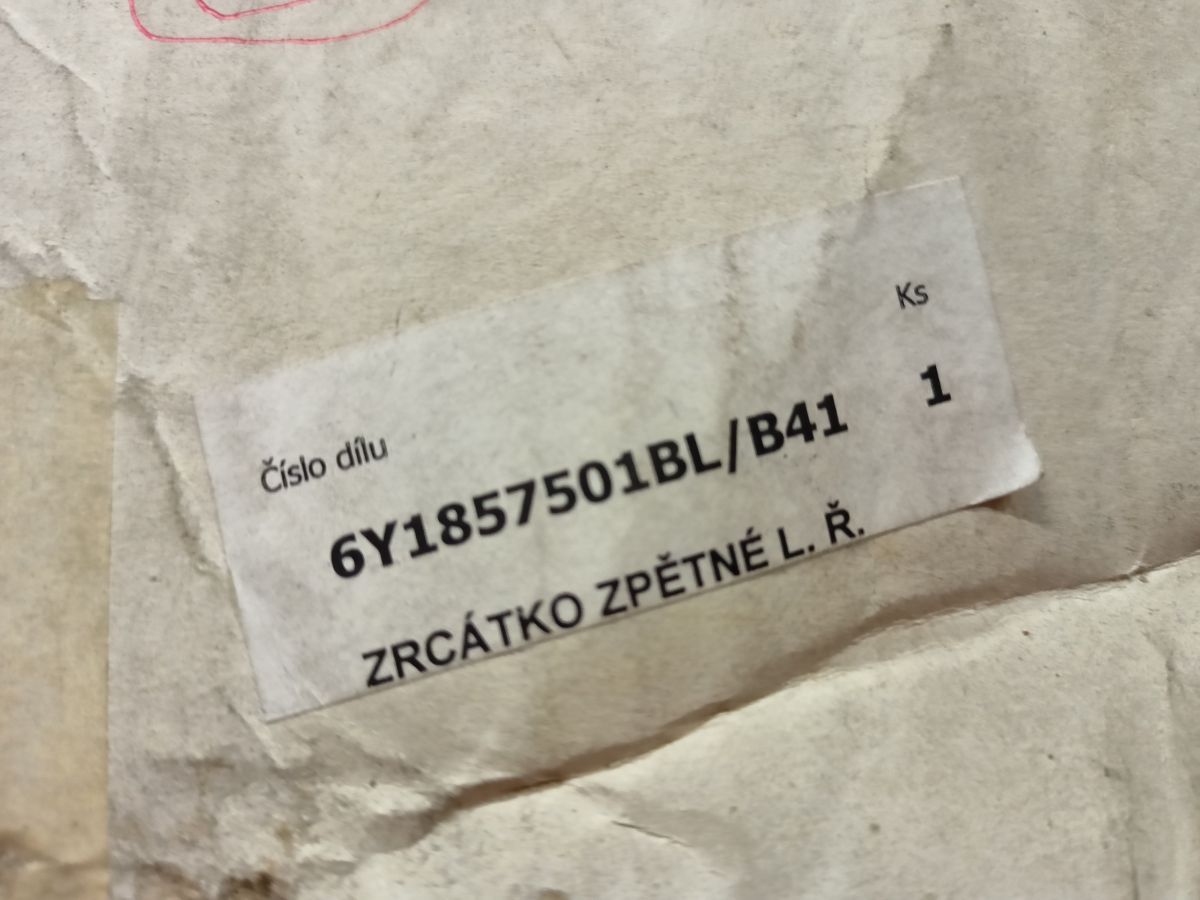 Číslo dílu Ks
6Y1857501BL/B41 1
ZRCÁTKO ZPĚTNÉ L. Ř.